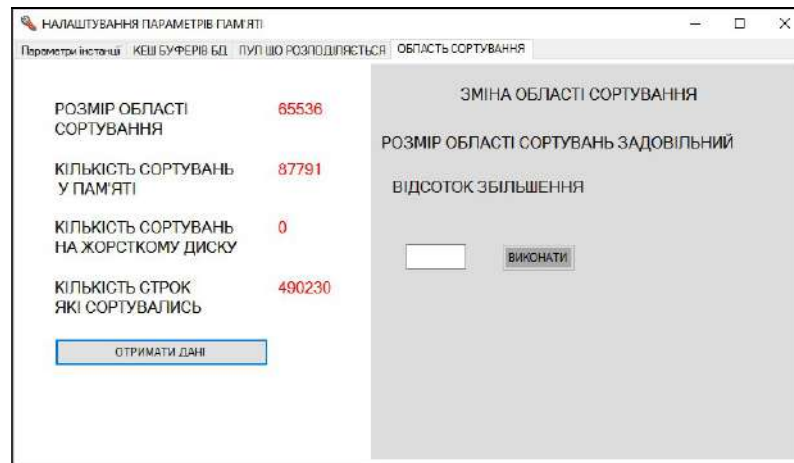 НАЛАШТУВАННЯ ПАРАМЕТРІВ ПАМ'ЯТІ
Параметри інстанції КЕШ БУФЕРІВ БД ПУЛ ЩО РОЗПОДІЛЯЄТЬСЯ ОБЛАСТЬ СОРТУВАННЯ
РОЗМІР ОБЛАСТІ
СОРТУВАННЯ
65536
КІЛЬКІСТЬ СОРТУВАНЬ
У ПАМ'ЯТІ
87791
КІЛЬКІСТЬ СОРТУВАНЬ
НА ЖОРСТКОМУ ДИСКУ
0
КІЛЬКІСТЬ СТРОК
ЯКІ СОРТУВАЛИСЬ
490230
ОТРИМАТИ ДАНІ
ЗМІНА ОБЛАСТІ СОРТУВАННЯ
РОЗМІР ОБЛАСТІ СОРТУВАНЬ ЗАДОВІЛЬНИЙ
ВІДСОТОК ЗБІЛЬШЕННЯ
ВИКОНАТИ